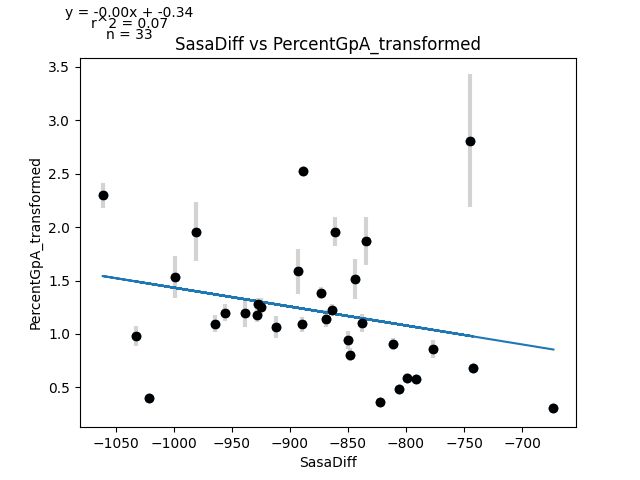 y = -0.00x + -0.34
r^2 = 0.07
n = 33
SasaDiff vs PercentGpA_transformed
3.5
3.0
2.5
2.0
1.5
1.0
0.5
PercentGpA_transformed
−1050 −1000 −950 −900 −850 −800 −750 −700
SasaDiff